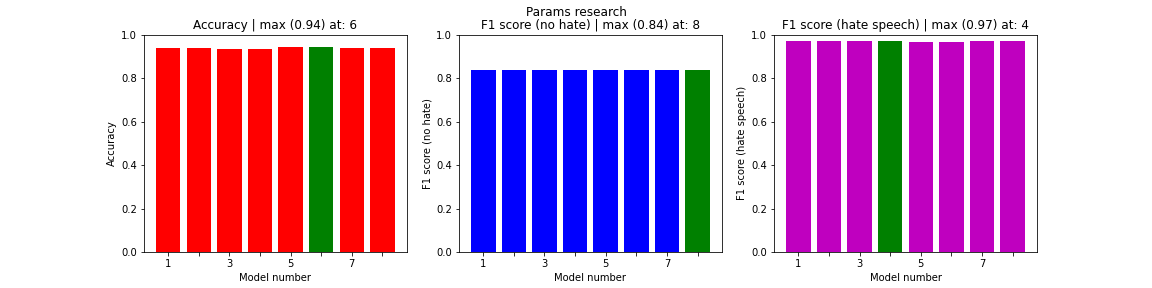 Params research
Accuracy | max (0.94) at: 6
1.0
0.8
0.6
0.4
0.2
0.0
Accuracy
1 3 5 7
Model number
F1 score (no hate) | max (0.84) at: 8
1.0
0.8
0.6
0.4
0.2
0.0
F1 score (no hate)
1 3 5 7
Model number
F1 score (hate speech) | max (0.97) at: 4
1.0
0.8
0.6
0.4
0.2
0.0
F1 score (hate speech)
1 3 5 7
Model number